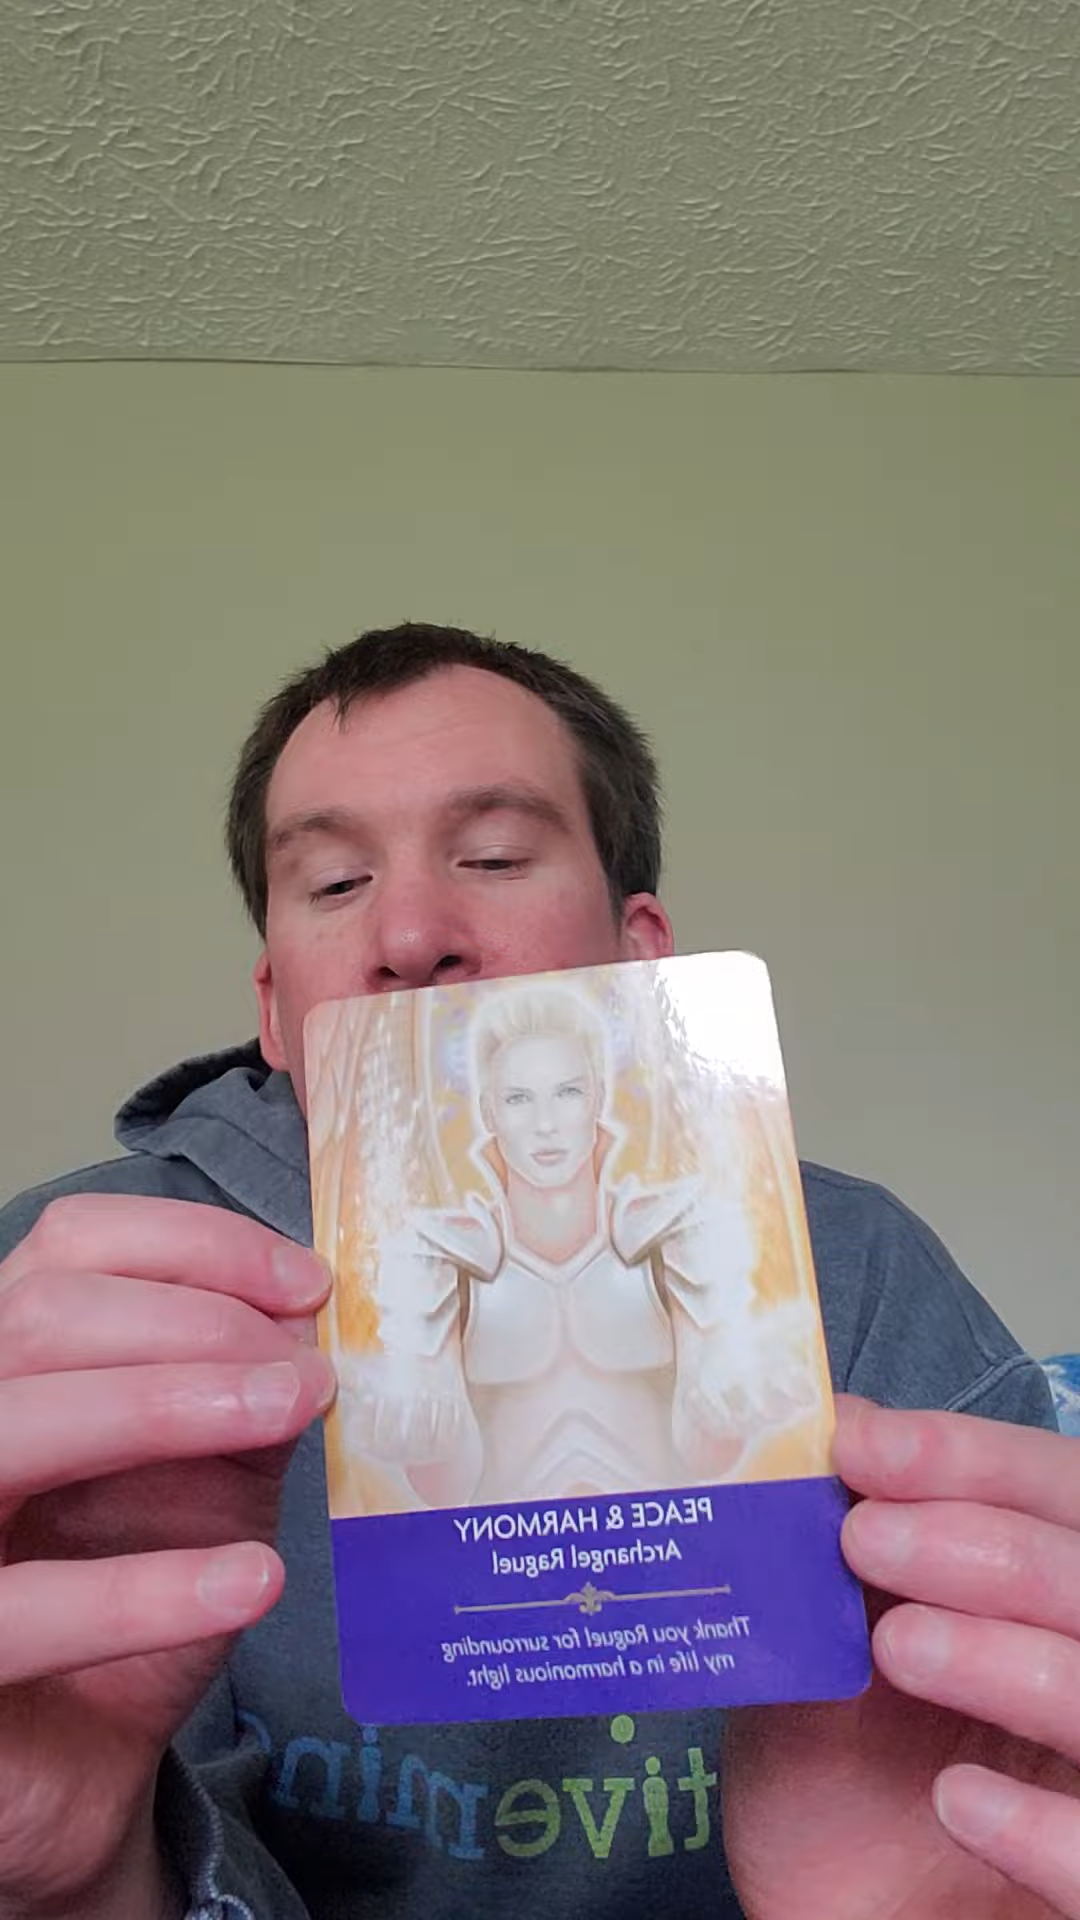 PEACE & HARMONY
Archangel Raguel
Thank you Raguel for surrounding
my life in a harmonious light.